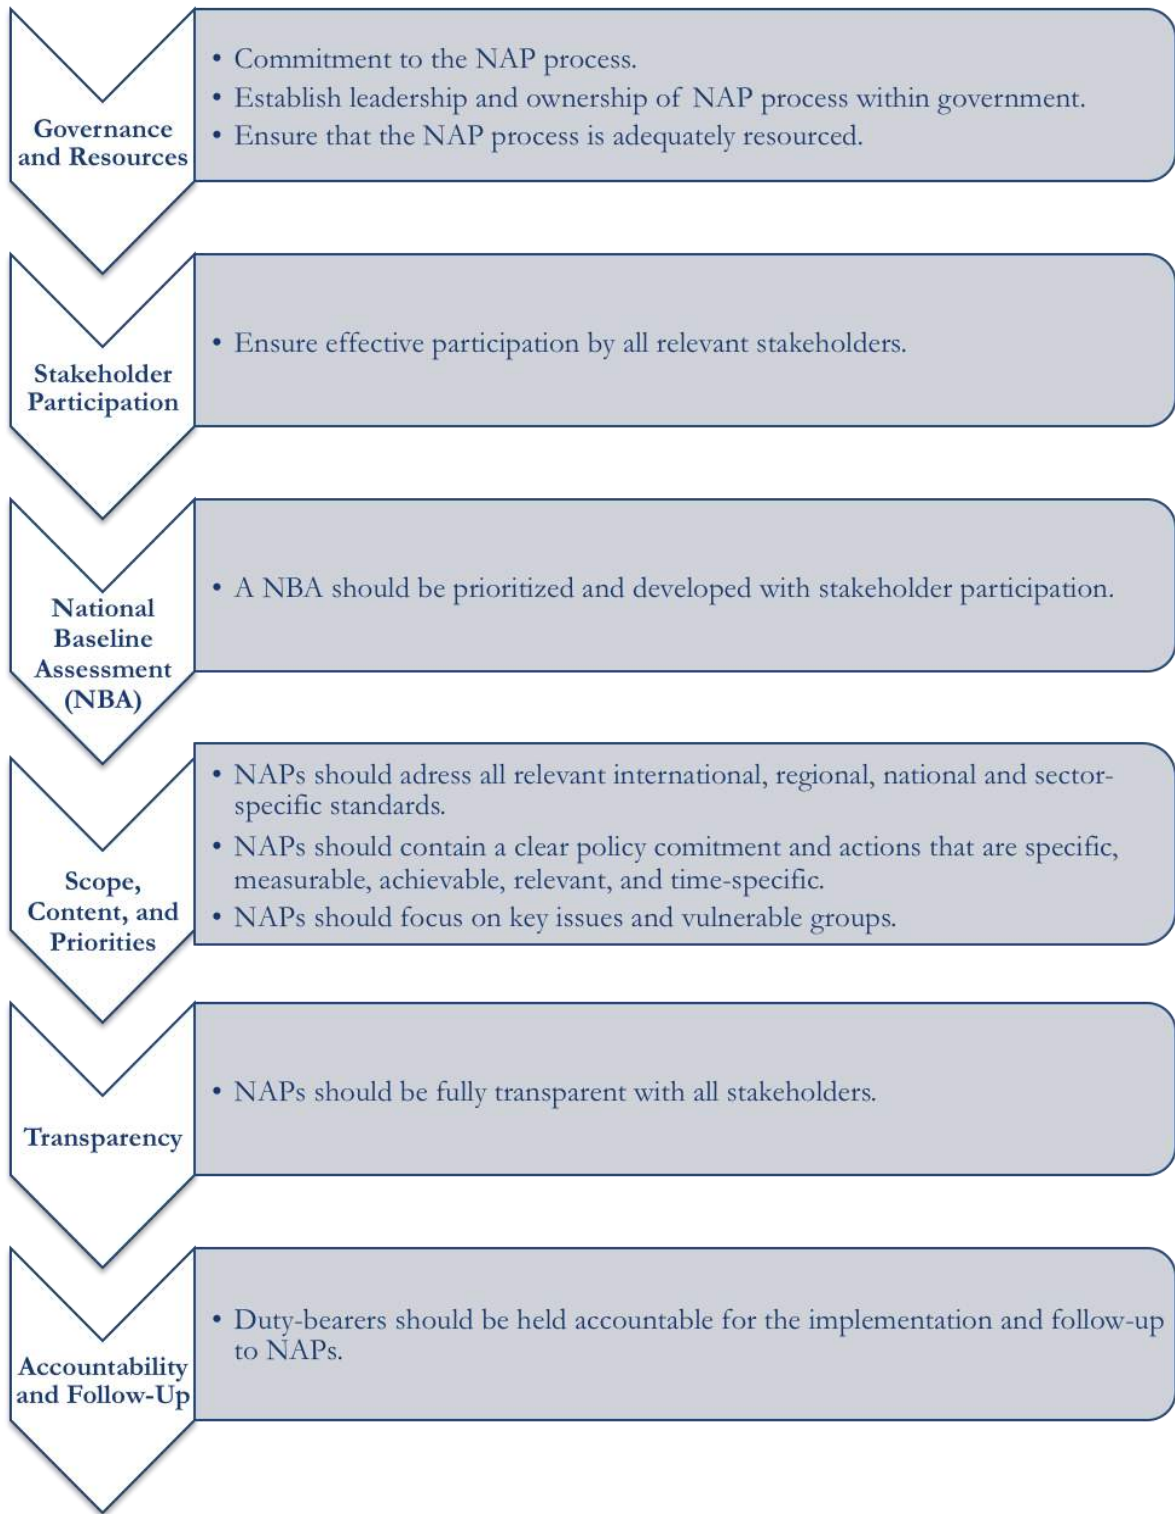 Governance
and Resources
• Commitment to the NAP process.
• Establish leadership and ownership of NAP process within government.
• Ensure that the NAP process is adequately resourced.
Stakeholder
Participation
• Ensure effective participation by all relevant stakeholders.
National
Baseline
Assessment
(NBA)
• A NBA should be prioritized and developed with stakeholder participation.
Scope,
Content, and
Priorities
• NAPs should adress all relevant international, regional, national and sector-
specific standards.
• NAPs should contain a clear policy comitment and actions that are specific,
measurable, achievable, relevant, and time-specific.
• NAPs should focus on key issues and vulnerable groups.
Transparency
• NAPs should be fully transparent with all stakeholders.
Accountability
and Follow-Up
• Duty-bearers should be held accountable for the implementation and follow-up
to NAPs.